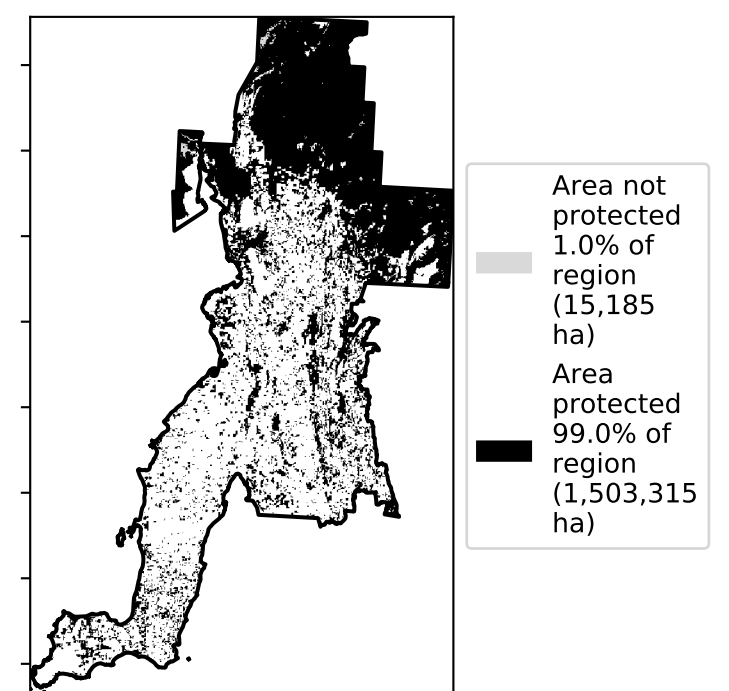 Area not
protected
1.0% of
region
(15,185
ha)
Area
protected
99.0% of
region
(1,503,315
ha)